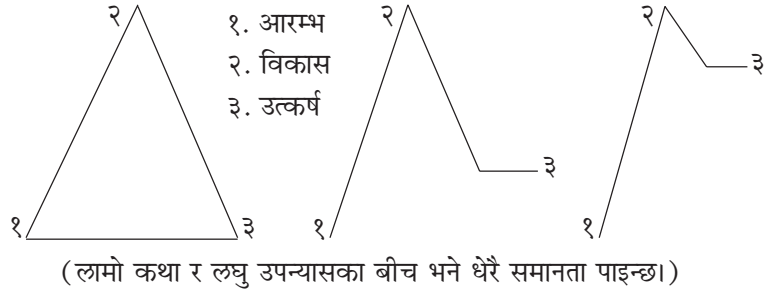 २
१. आरम्भ
२. विकास
३. उत्कर्ष
१
३
२
१
३
२
१
३
(लामो कथा र लघु उपन्यासका बीच भने धेरै समानता पाइन्छ।)